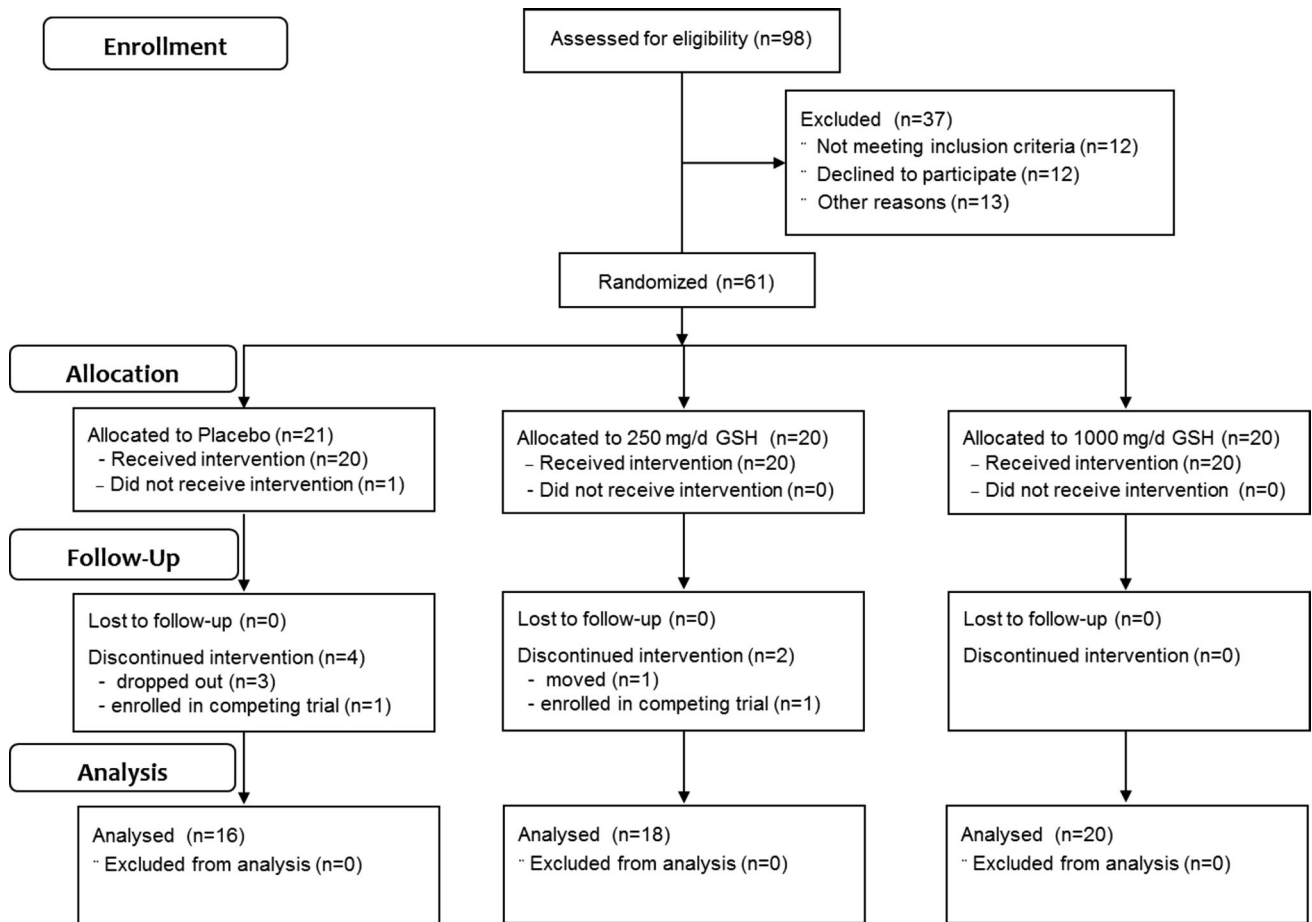 Enrollment
Assessed for eligibility (n=98)
Excluded (n=37)
¨ Not meeting inclusion criteria (n=12)
¨ Declined to participate (n=12)
¨ Other reasons (n=13)
Randomized (n=61)
Allocation
Allocated to Placebo (n=21)
- Received intervention (n=20)
– Did not receive intervention (n=1)
Allocated to 250 mg/d GSH (n=20)
– Received intervention (n=20)
- Did not receive intervention (n=0)
Allocated to 1000 mg/d GSH (n=20)
– Received intervention (n=20)
– Did not receive intervention (n=0)
Follow-Up
Lost to follow-up (n=0)
Discontinued intervention (n=4)
- dropped out (n=3)
- enrolled in competing trial (n=1)
Lost to follow-up (n=0)
Discontinued intervention (n=2)
- moved (n=1)
- enrolled in competing trial (n=1)
Lost to follow-up (n=0)
Discontinued intervention (n=0)
Analysis
Analysed (n=16)
¨ Excluded from analysis (n=0)
Analysed (n=18)
¨ Excluded from analysis (n=0)
Analysed (n=20)
¨ Excluded from analysis (n=0)